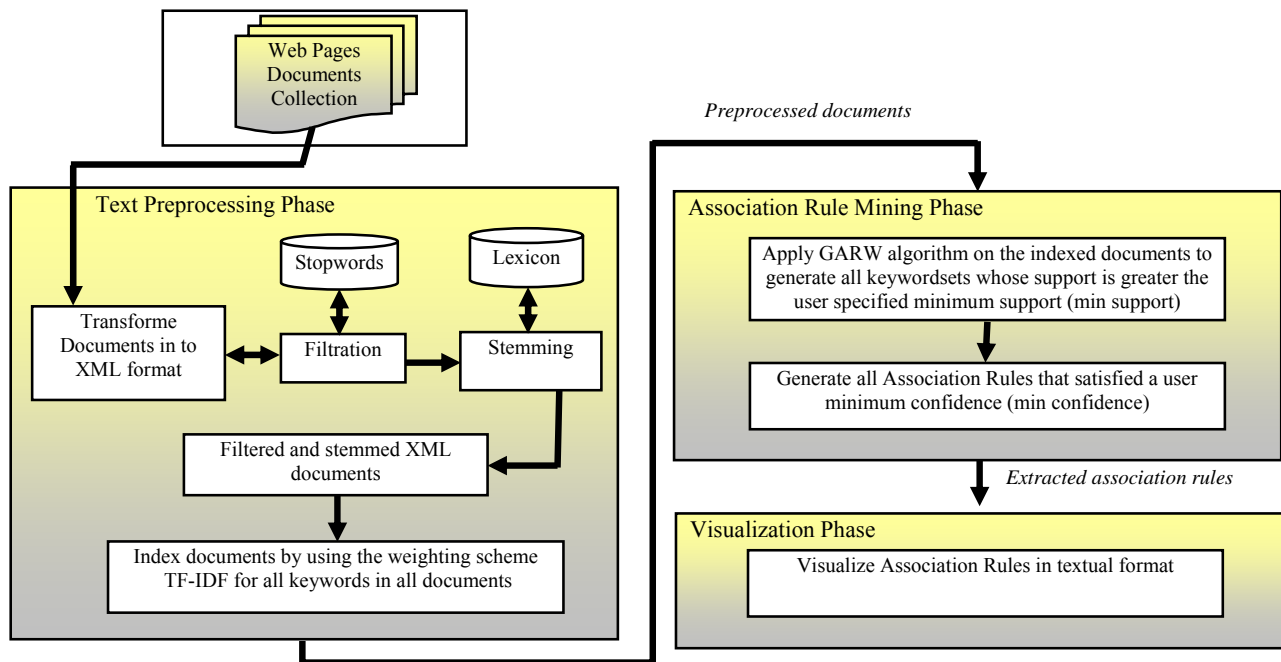 Web Pages
Documents
Collection
Text Preprocessing Phase
Stopwords
Lexicon
Transforme
Documents in to
XML format
Filtration
Stemming
Filtered and stemmed XML
documents
Index documents by using the weighting scheme
TF-IDF for all keywords in all documents
Preprocessed documents
Association Rule Mining Phase
Apply GARW algorithm on the indexed documents to
generate all keywordsets whose support is greater the
user specified minimum support (min support)
Generate all Association Rules that satisfied a user
minimum confidence (min confidence)
Extracted association rules
Visualization Phase
Visualize Association Rules in textual format